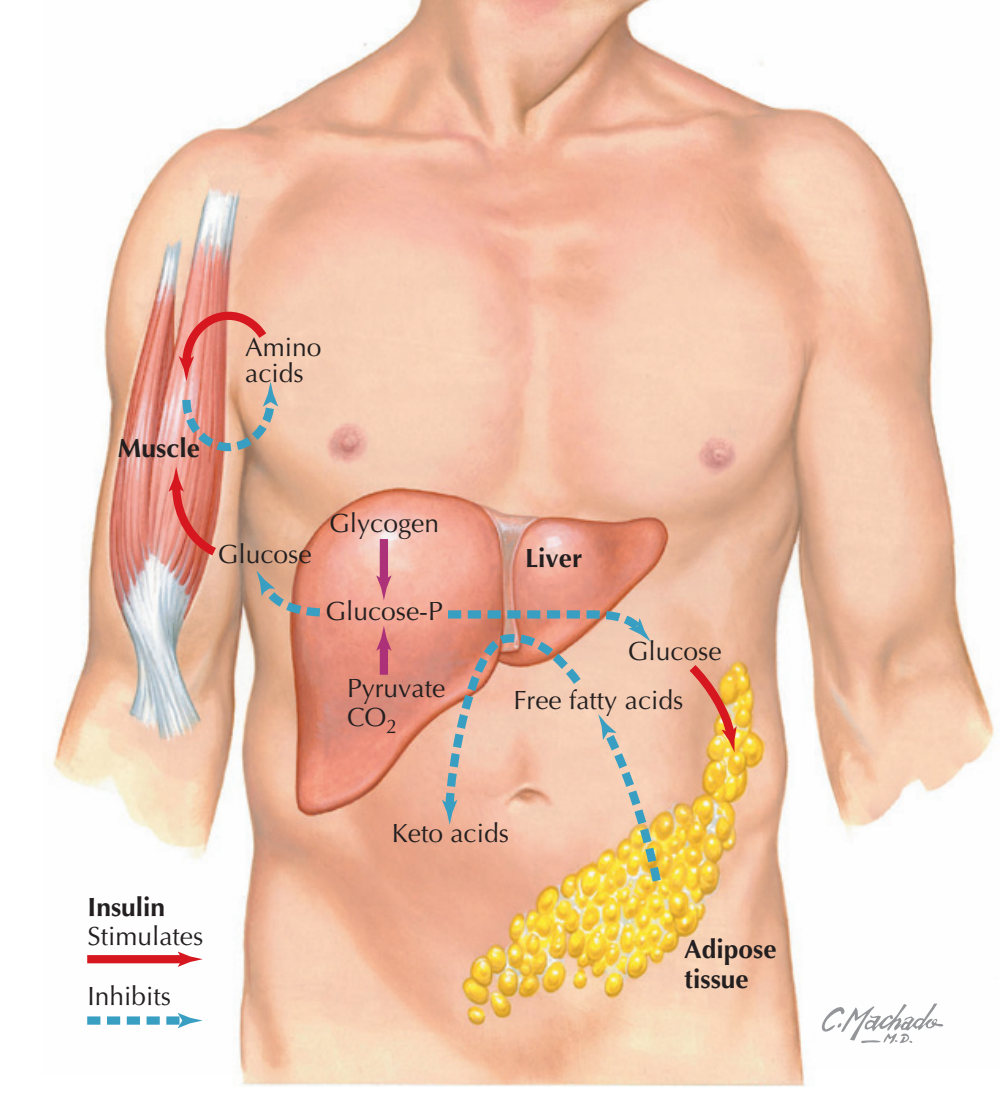 Amino
acids
Muscle
Glycogen
Glucose
Liver
Glucose-P
Glucose
Pyruvate
CO₂
Free fatty acids
Keto acids
Insulin
Stimulates
Inhibits
Adipose
tissue
C. Machado
M.D.